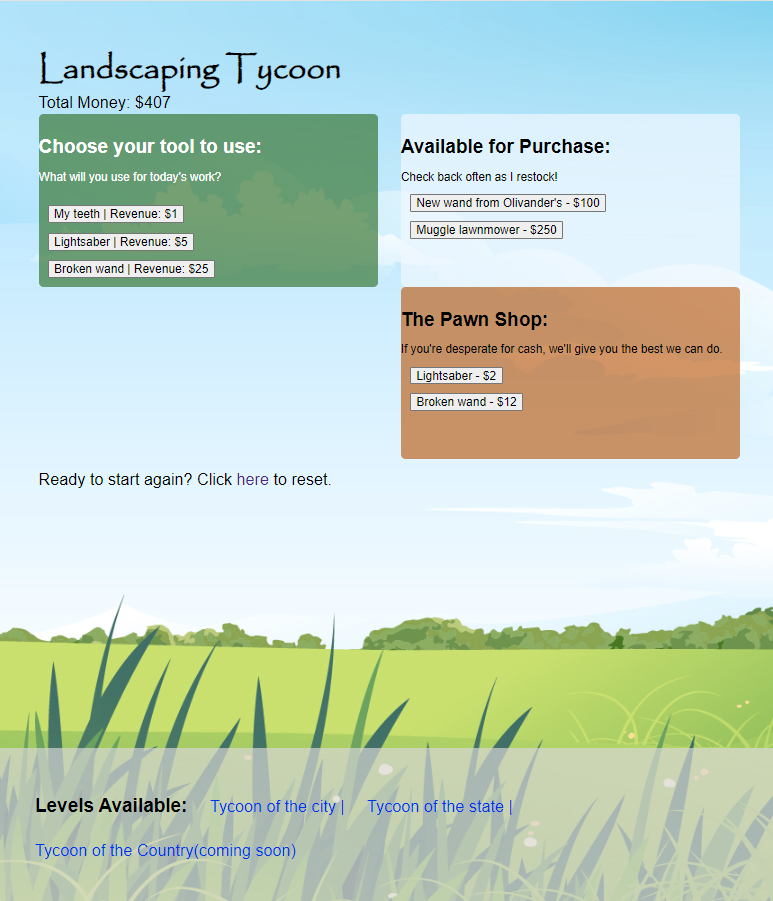 Landscaping Tycoon
Total Money: $407
Choose your tool to use:
What will you use for today's work?
My teeth | Revenue: $1
Lightsaber | Revenue: $5
Broken wand | Revenue: $25
Available for Purchase:
Check back often as I restock!
New wand from Olivander's - $100
Muggle lawnmower - $250
The Pawn Shop:
If you're desperate for cash, we'll give you the best we can do.
Lightsaber - $2
Broken wand - $12
Ready to start again? Click here to reset.
Levels Available: Tycoon of the city | Tycoon of the state |
Tycoon of the Country(coming soon)